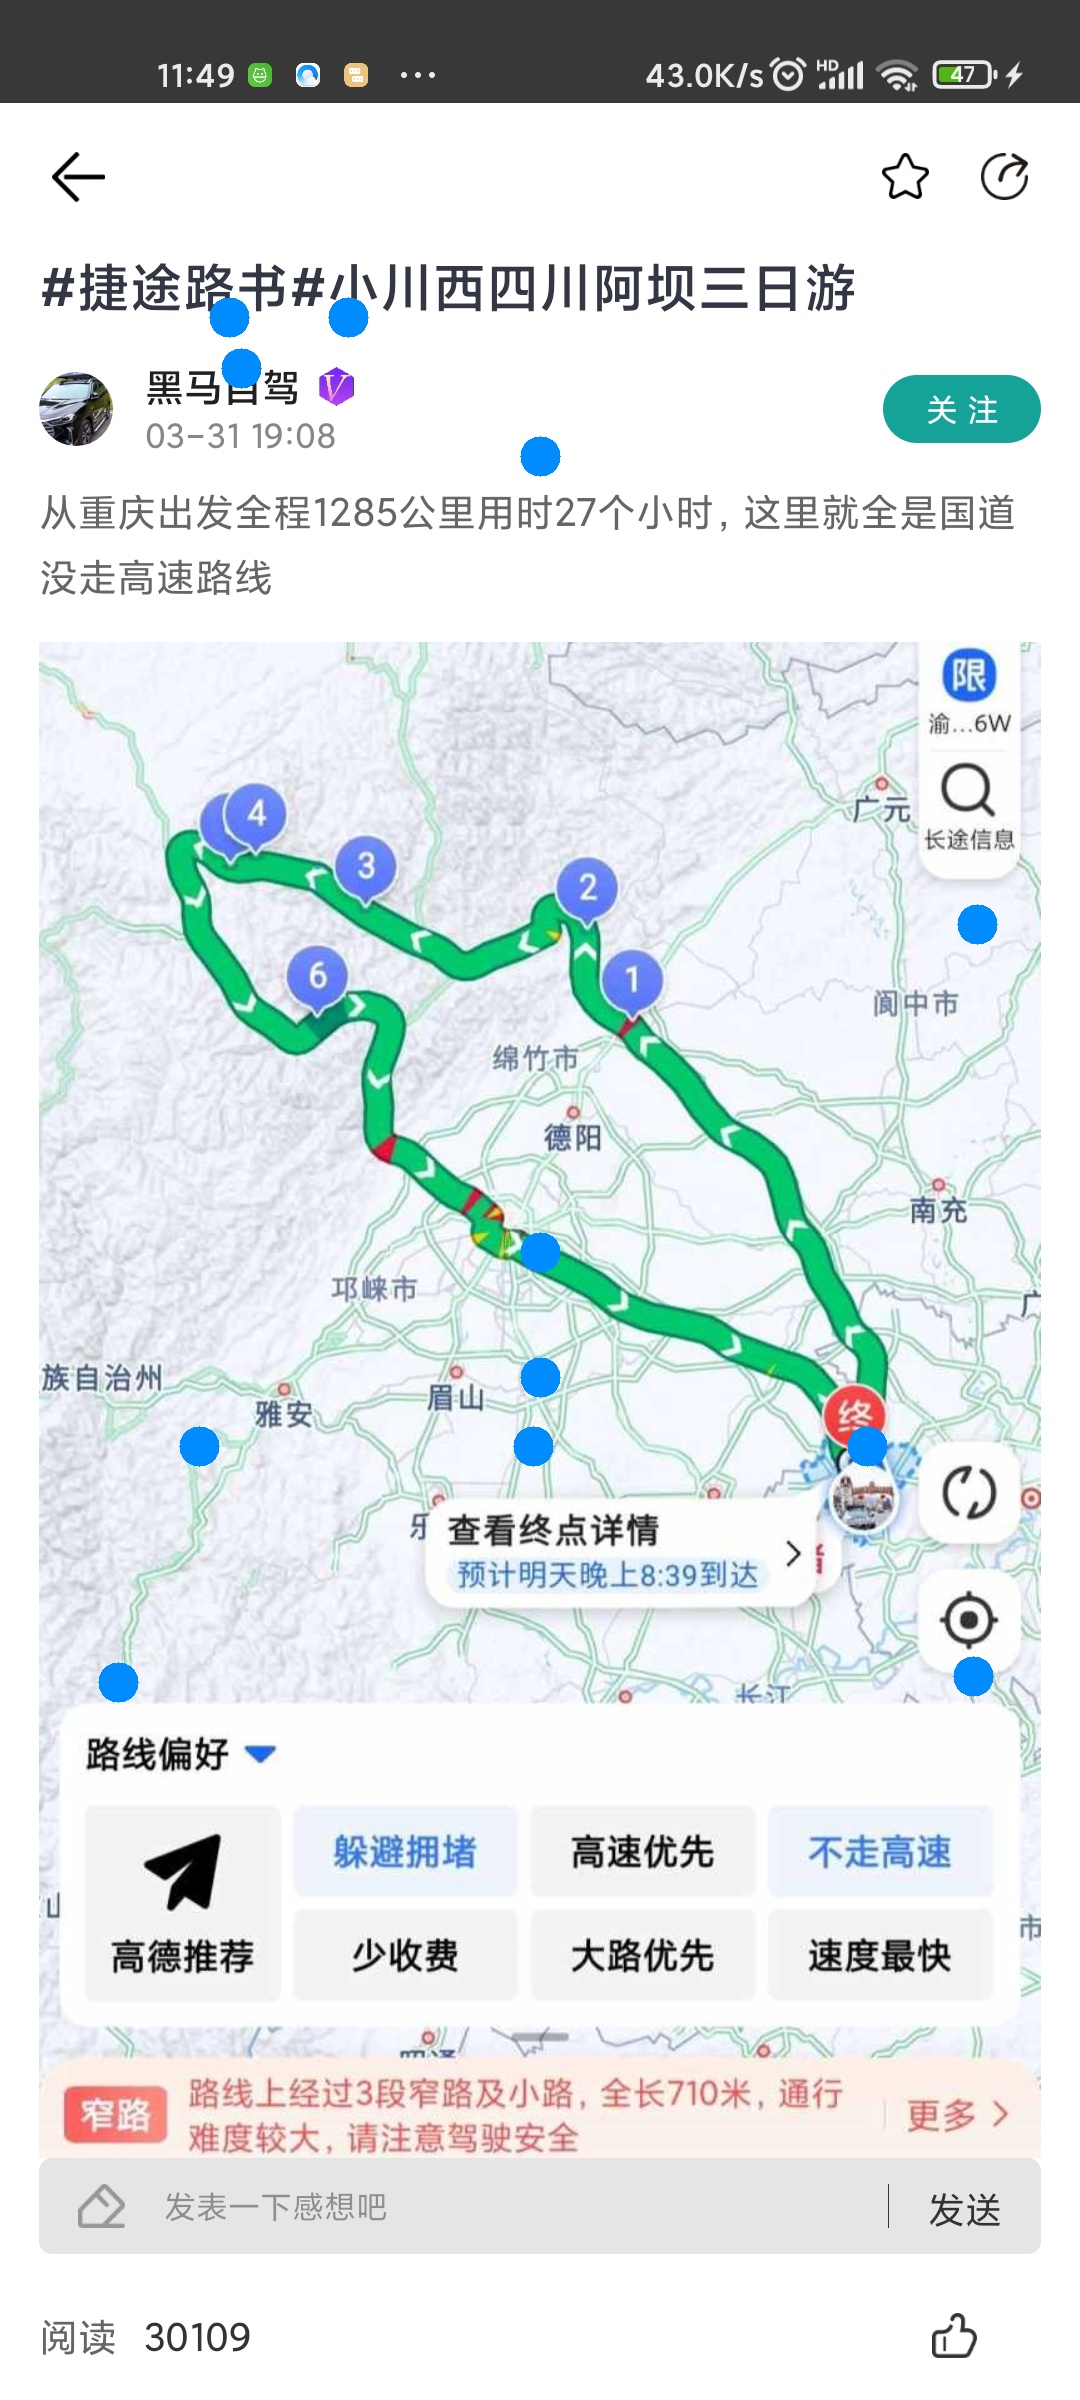 11:49
43.0K/s
HD
47
#捷途路书#小川西四川阿坝三日游
黑马自驾
V
03-31 19:08
关注
从重庆出发全程1285公里用时27个小时, 这里就全是国道
没走高速路线
限
渝...6W
长途信息
广元
4
3
2
6
1
阆中市
绵竹市
德阳
南充
邛崃市
族自治州
眉山
雅安
终
乐
查看终点详情
预计明天晚上8:39到达
长江
路线偏好
高德推荐
躲避拥堵
高速优先
不走高速
少收费
大路优先
速度最快
市
窄路
路线上经过3段窄路及小路, 全长710米, 通行
难度较大, 请注意驾驶安全
更多
发表一下感想吧
发送
阅读 30109